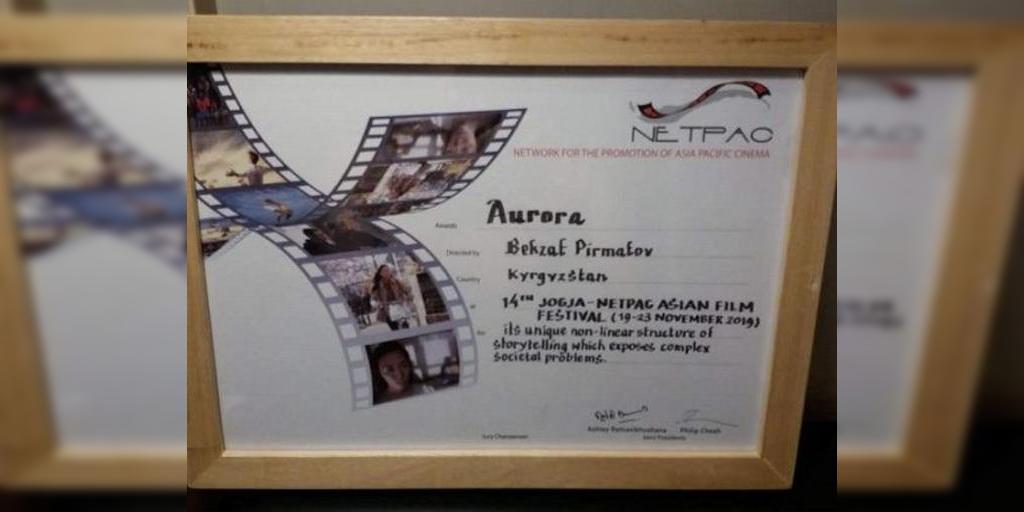 NETPAC
NETWORK FOR THE PROMOTION OF ASIA PACIFIC CINEMA
Awards Aurora
Directed by Bekzat Pirmatov
Country Kyrgyzstan
at 14TH JOGJA-NETPAC ASIAN FILM
FESTIVAL (19-23 NOVEMBER 2019)
for its unique non-linear structure of
storytelling which exposes complex
societal problems.
Ashley Ratnavibhushana Philip Cheah
Jury Chairperson